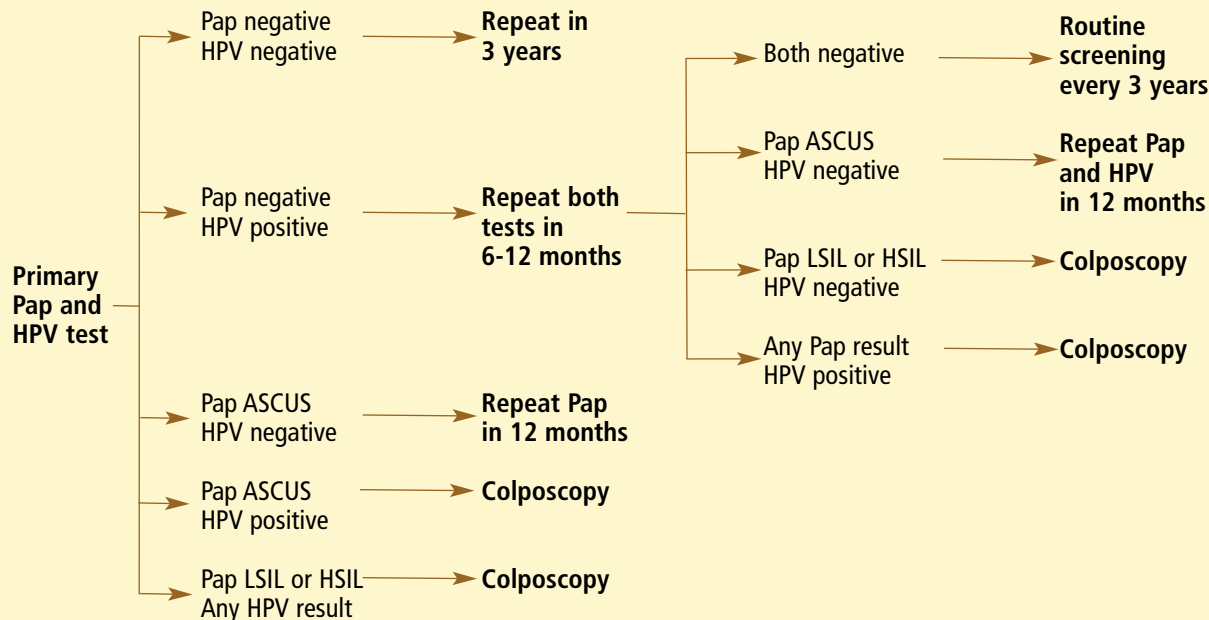 Primary
Pap and
HPV test
Pap negative
HPV negative
Repeat in
3 years
Pap negative
HPV positive
Repeat both
tests in
6-12 months
Both negative
Routine
screening
every 3 years
Pap ASCUS
HPV negative
Repeat Pap
and HPV
in 12 months
Pap LSIL or HSIL
HPV negative
Colposcopy
Any Pap result
HPV positive
Colposcopy
Pap ASCUS
HPV negative
Repeat Pap
in 12 months
Pap ASCUS
HPV positive
Colposcopy
Pap LSIL or HSIL
Any HPV result
Colposcopy